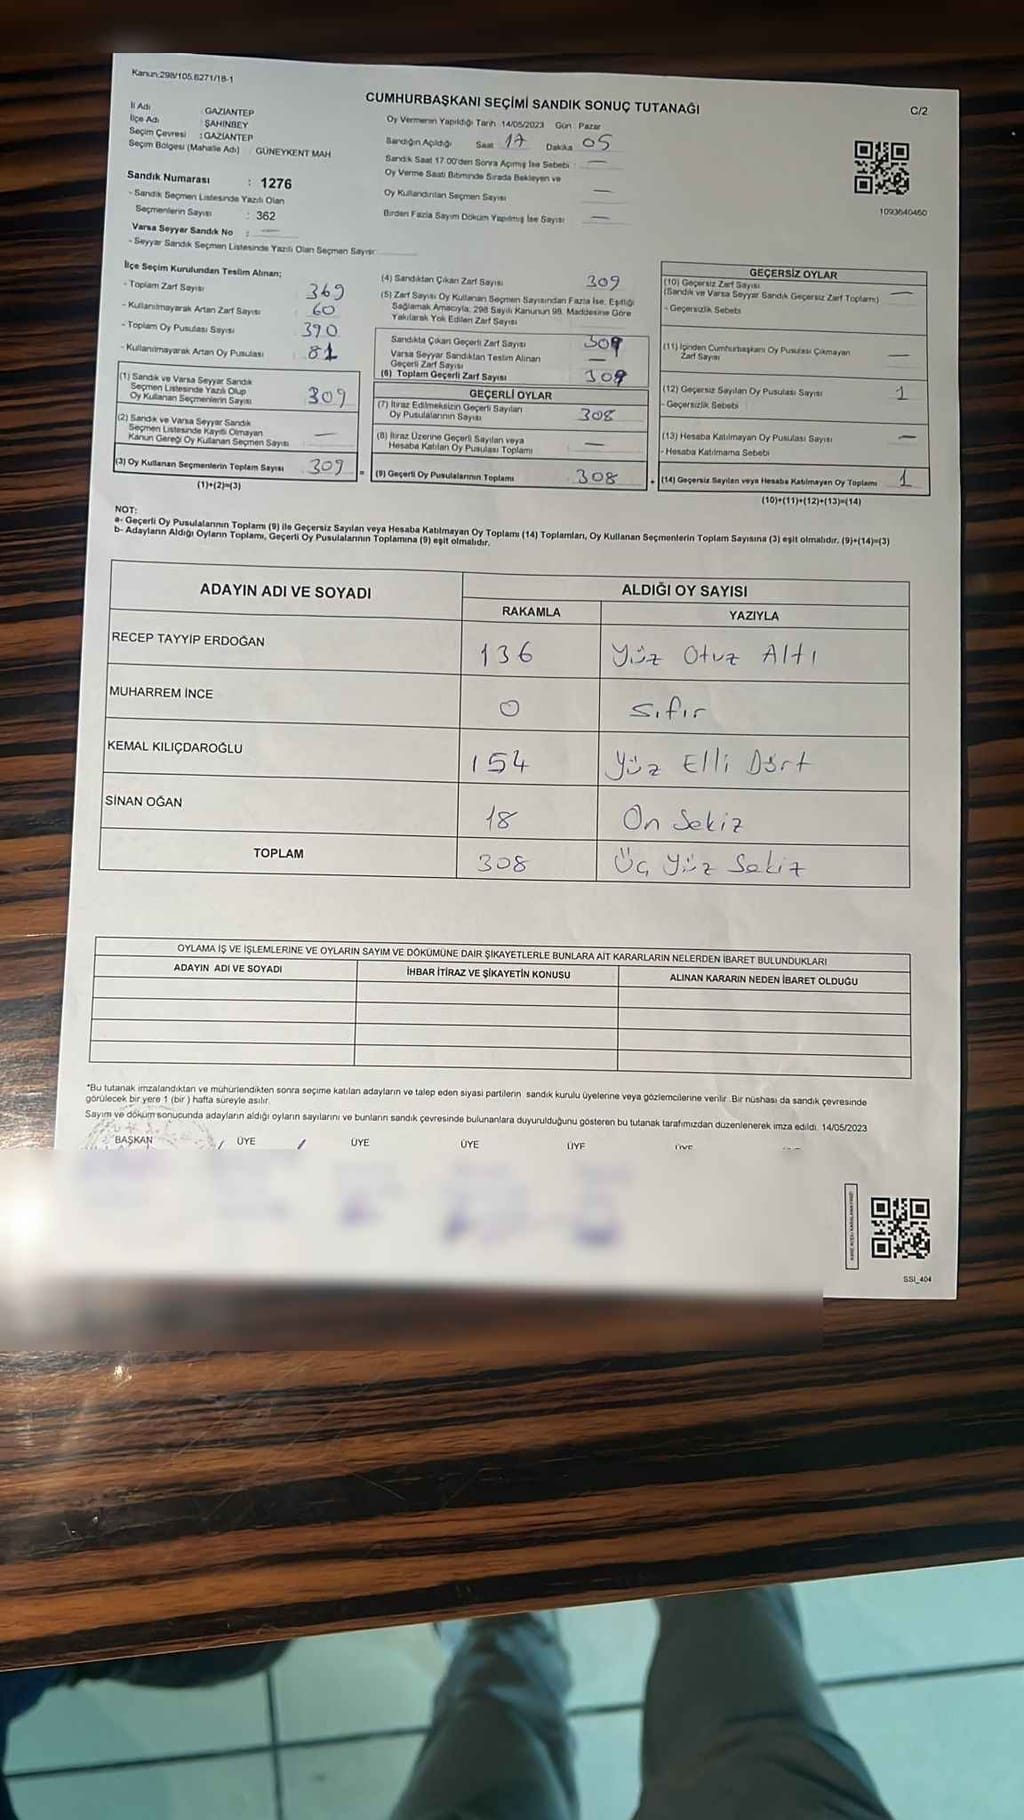 Kanun:298/105.6271/18-1
CUMHURBAŞKANI SEÇİMİ SANDIK SONUÇ TUTANAĞI
C/2
İl Adı : GAZİANTEP
İlçe Adı : ŞAHİNBEY
Seçim Çevresi : GAZİANTEP
Seçim Bölgesi (Mahalle Adı) : GÜNEYKENT MAH
Sandık Numarası : 1276
- Sandık Seçmen Listesinde Yazılı Olan
Seçmenlerin Sayısı : 362
Varsa Seyyar Sandık No : —
- Seyyar Sandık Seçmen Listesinde Yazılı Olan Seçmen Sayısı:
Oy Vermenin Yapıldığı Tarih :14/05/2023 Gün : Pazar
Sandığın Açıldığı Saat 17 Dakika 05
Sandık Saat 17.00'den Sonra Açılmış İse Sebebi : —
Oy Verme Saati Bitiminde Sırada Bekleyen ve
Oy Kullandırılan Seçmen Sayısı —
Birden Fazla Sayım Döküm Yapılmış İse Sayısı —
1093640460
İlçe Seçim Kurulundan Teslim Alınan;
- Toplam Zarf Sayısı 369
- Kullanılmayarak Artan Zarf Sayısı 60
- Toplam Oy Pusulası Sayısı 390
- Kullanılmayarak Artan Oy Pusulası 81
(1) Sandık ve Varsa Seyyar Sandık
Seçmen Listesinde Yazılı Olup
Oy Kullanan Seçmenlerin Sayısı 309
(2) Sandık ve Varsa Seyyar Sandık
Seçmen Listesinde Kayıtlı Olmayan
Kanun Gereği Oy Kullanan Seçmen Sayısı —
(3) Oy Kullanan Seçmenlerin Toplam Sayısı 309
(1)+(2)=(3)
(4) Sandıktan Çıkan Zarf Sayısı 309
(5) Zarf Sayısı Oy Kullanan Seçmen Sayısından Fazla İse, Eşitliği
Sağlamak Amacıyla, 298 Sayılı Kanunun 98. Maddesine Göre
Yakılarak Yok Edilen Zarf Sayısı
Sandıkta Çıkan Geçerli Zarf Sayısı 309
Varsa Seyyar Sandıktan Teslim Alınan
Geçerli Zarf Sayısı —
(6) Toplam Geçerli Zarf Sayısı 309
GEÇERLİ OYLAR
(7) İtiraz Edilmeksizin Geçerli Sayılan
Oy Pusulalarının Sayısı 308
(8) İtiraz Üzerine Geçerli Sayılan veya
Hesaba Katılan Oy Pusulası Toplamı —
= (9) Geçerli Oy Pusulalarının Toplamı 308
GEÇERSİZ OYLAR
(10) Geçersiz Zarf Sayısı
(Sandık ve Varsa Seyyar Sandık Geçersiz Zarf Toplamı) —
- Geçersizlik Sebebi
(11) İçinden Cumhurbaşkanı Oy Pusulası Çıkmayan
Zarf Sayısı —
(12) Geçersiz Sayılan Oy Pusulası Sayısı 1
- Geçersizlik Sebebi
(13) Hesaba Katılmayan Oy Pusulası Sayısı —
- Hesaba Katılmama Sebebi
+ (14) Geçersiz Sayılan veya Hesaba Katılmayan Oy Toplamı 1
(10)+(11)+(12)+(13)=(14)
NOT:
a- Geçerli Oy Pusulalarının Toplamı (9) ile Geçersiz Sayılan veya Hesaba Katılmayan Oy Toplamı (14) Toplamları, Oy Kullanan Seçmenlerin Toplam Sayısına (3) eşit olmalıdır. (9)+(14)=(3)
b- Adayların Aldığı Oyların Toplamı, Geçerli Oy Pusulalarının Toplamına (9) eşit olmalıdır.
ADAYIN ADI VE SOYADI ALDIĞI OY SAYISI
RAKAMLA YAZIYLA
RECEP TAYYİP ERDOĞAN 136 Yüz Otuz Altı
MUHARREM İNCE 0 Sıfır
KEMAL KILIÇDAROĞLU 154 Yüz Elli Dört
SİNAN OĞAN 18 On Sekiz
TOPLAM 308 Üç Yüz Sekiz
OYLAMA İŞ VE İŞLEMLERİNE VE OYLARIN SAYIM VE DÖKÜMÜNE DAİR ŞİKAYETLERLE BUNLARA AİT KARARLARIN NELERDEN İBARET BULUNDUKLARI
ADAYIN ADI VE SOYADI İHBAR İTİRAZ VE ŞİKAYETİN KONUSU ALINAN KARARIN NEDEN İBARET OLDUĞU
*Bu tutanak imzalandıktan ve mühürlendikten sonra seçime katılan adayların ve talep eden siyasi partilerin sandık kurulu üyelerine veya gözlemcilerine verilir. Bir nüshası da sandık çevresinde
görülecek bir yere 1 (bir ) hafta süreyle asılır.
Sayım ve döküm sonucunda adayların aldığı oyların sayılarını ve bunların sandık çevresinde bulunanlara duyurulduğunu gösteren bu tutanak tarafımızdan düzenlenerek imza edildi. 14/05/2023
BAŞKAN ÜYE ÜYE ÜYE ÜYE ÜYE
SSI_404